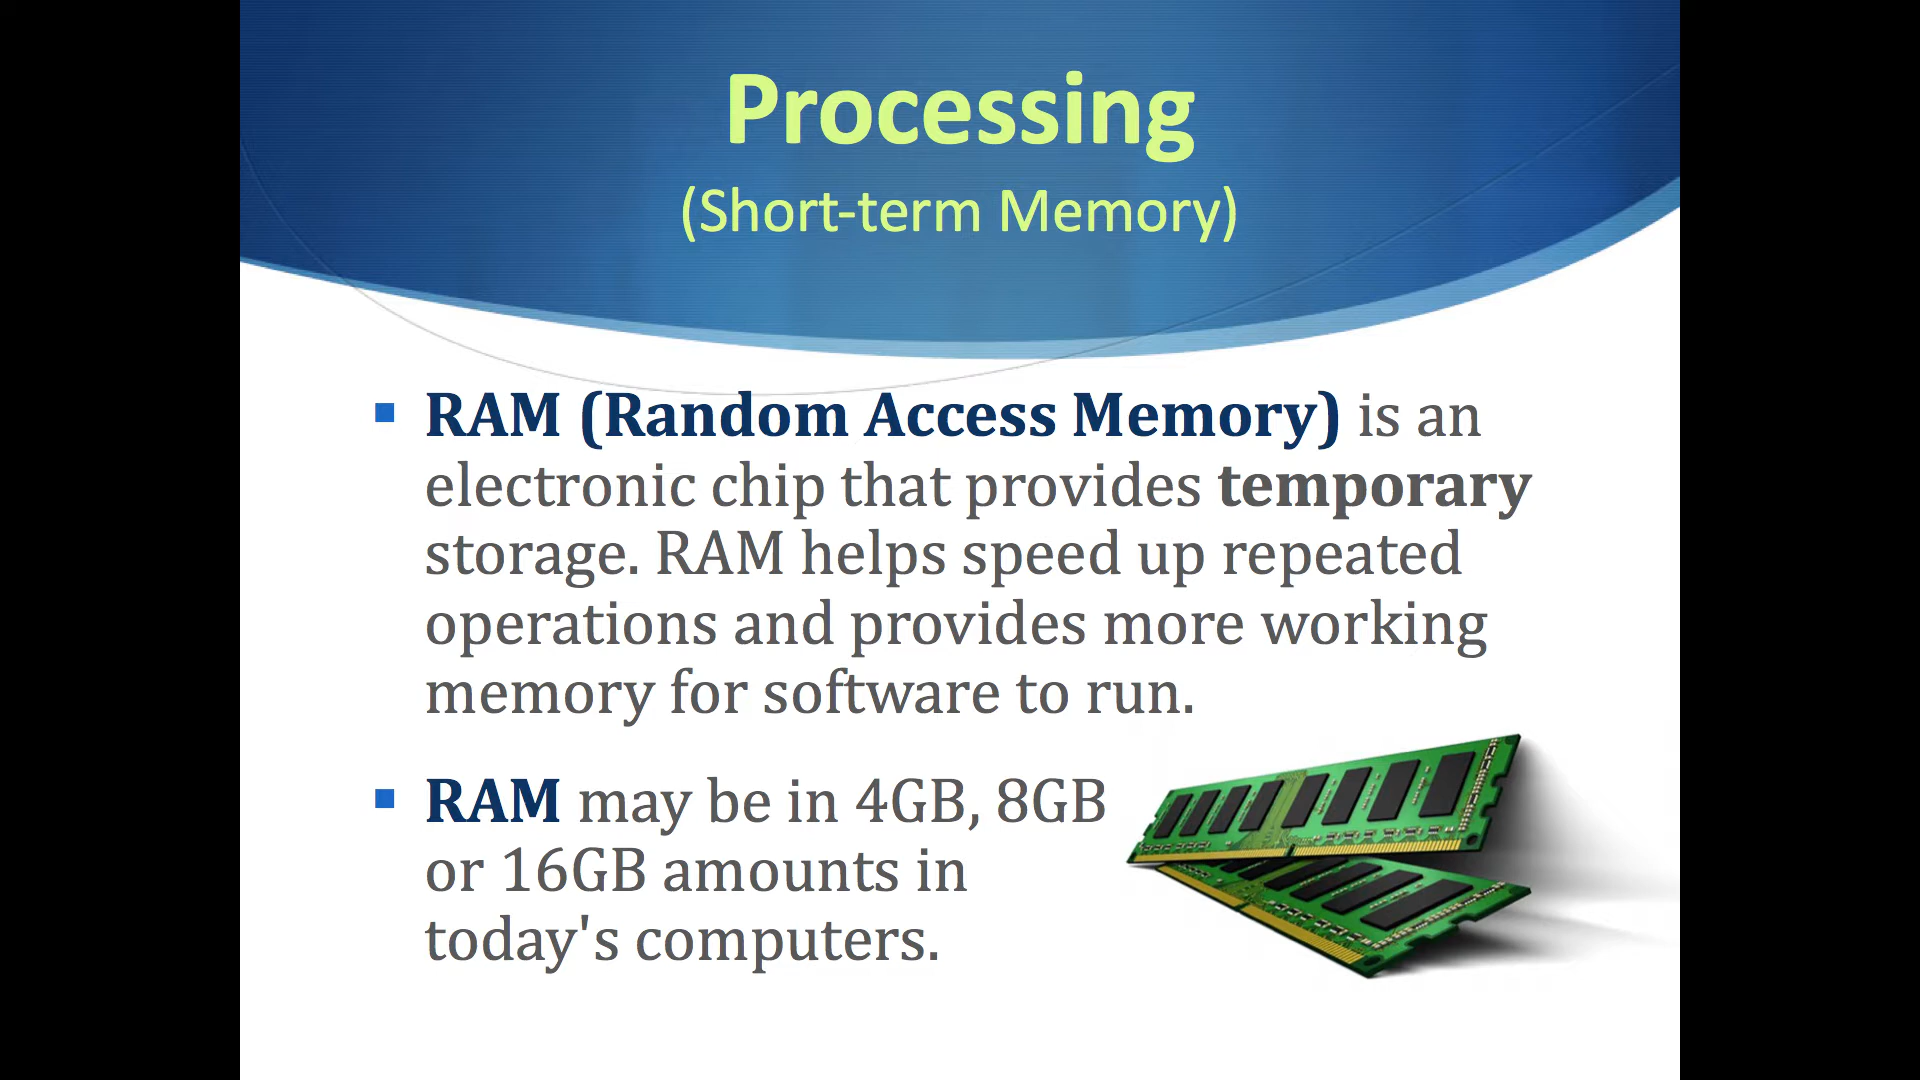 Processing
(Short-term Memory)
RAM (Random Access Memory) is an
electronic chip that provides temporary
storage. RAM helps speed up repeated
operations and provides more working
memory for software to run.
RAM may be in 4GB, 8GB
or 16GB amounts in
today's computers.